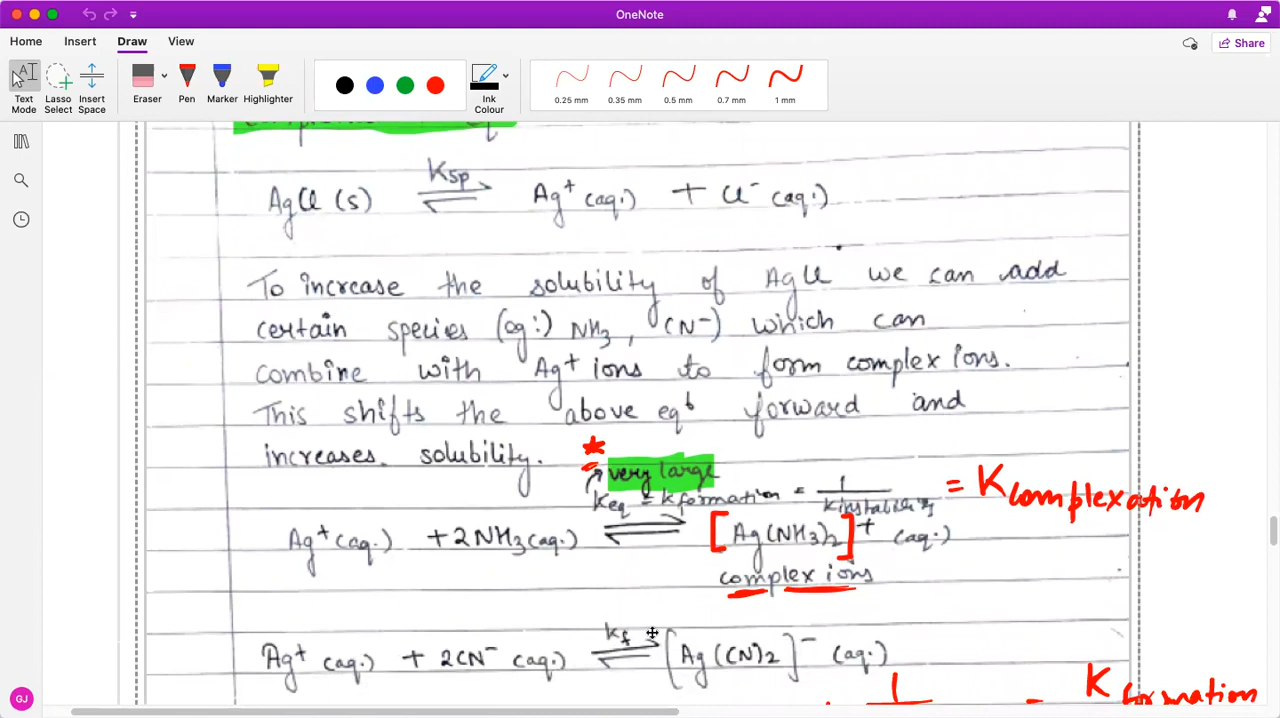 OneNote
Home Insert Draw View
Share
Text Mode
Lasso Select
Insert Space
Eraser
Pen
Marker
Highlighter
Ink Colour
0.25 mm 0.35 mm 0.5 mm 0.7 mm 1 mm
Ksp
AgCl (s) ⇌ Ag+ (aq.) + Cl- (aq.)
To increase the solubility of AgCl we can add
certain species (eg:) NH3, (CN-) which can
combine with Ag+ ions to form complex ions.
This shifts the above eqb forward and
increases solubility.
* very large
Keq = Kformation = 1/Kinstability = Kcomplexation
Ag+ (aq.) + 2NH3 (aq.) ⇌ [Ag(NH3)2]+ (aq.)
complex ions
Kf
Ag+ (aq.) + 2CN- (aq.) ⇌ [Ag(CN)2]- (aq.)
1 = Kformation
GJ